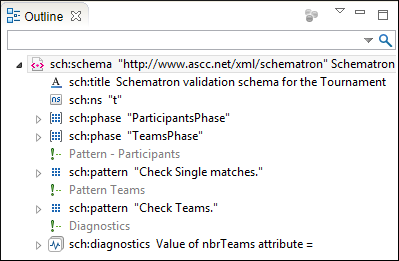 Outline
sch:schema "http://www.ascc.net/xml/schematron" Schematron
A sch:title Schematron validation schema for the Tournament
ns sch:ns "t"
sch:phase "ParticipantsPhase"
sch:phase "TeamsPhase"
Pattern - Participants
sch:pattern "Check Single matches."
Pattern Teams
sch:pattern "Check Teams."
Diagnostics
sch:diagnostics Value of nbrTeams attribute =